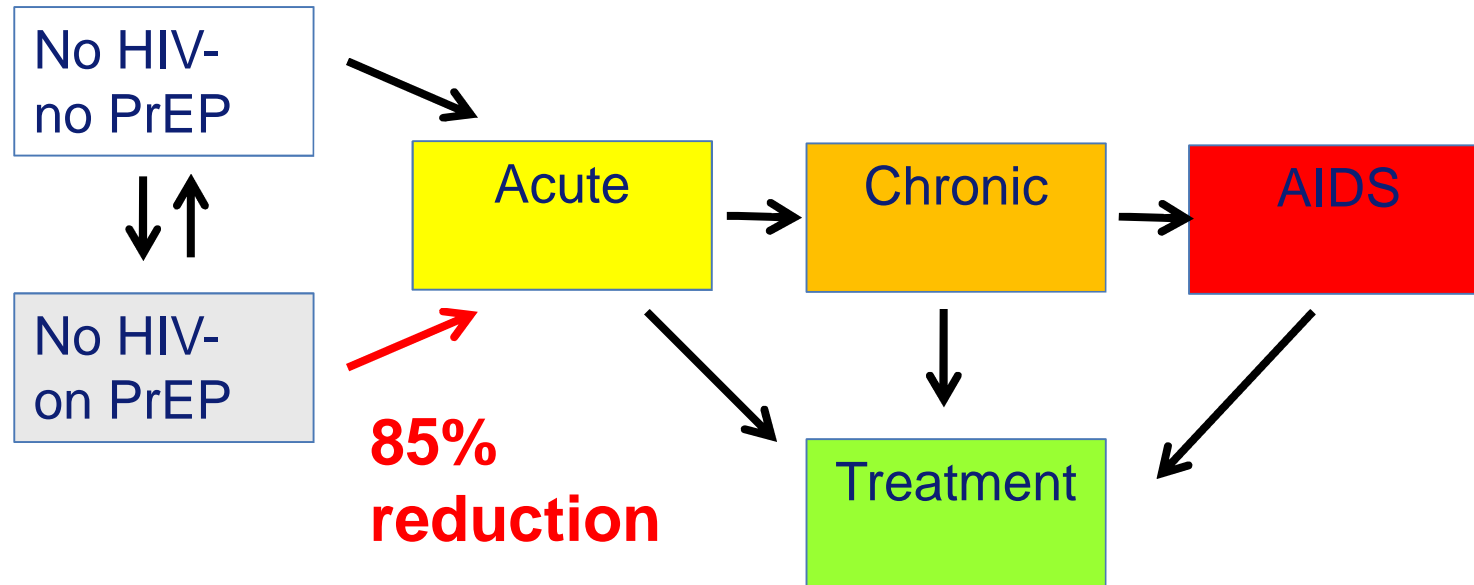 No HIV-
no PrEP
Acute
Chronic
AIDS
No HIV-
on PrEP
85%
reduction
Treatment